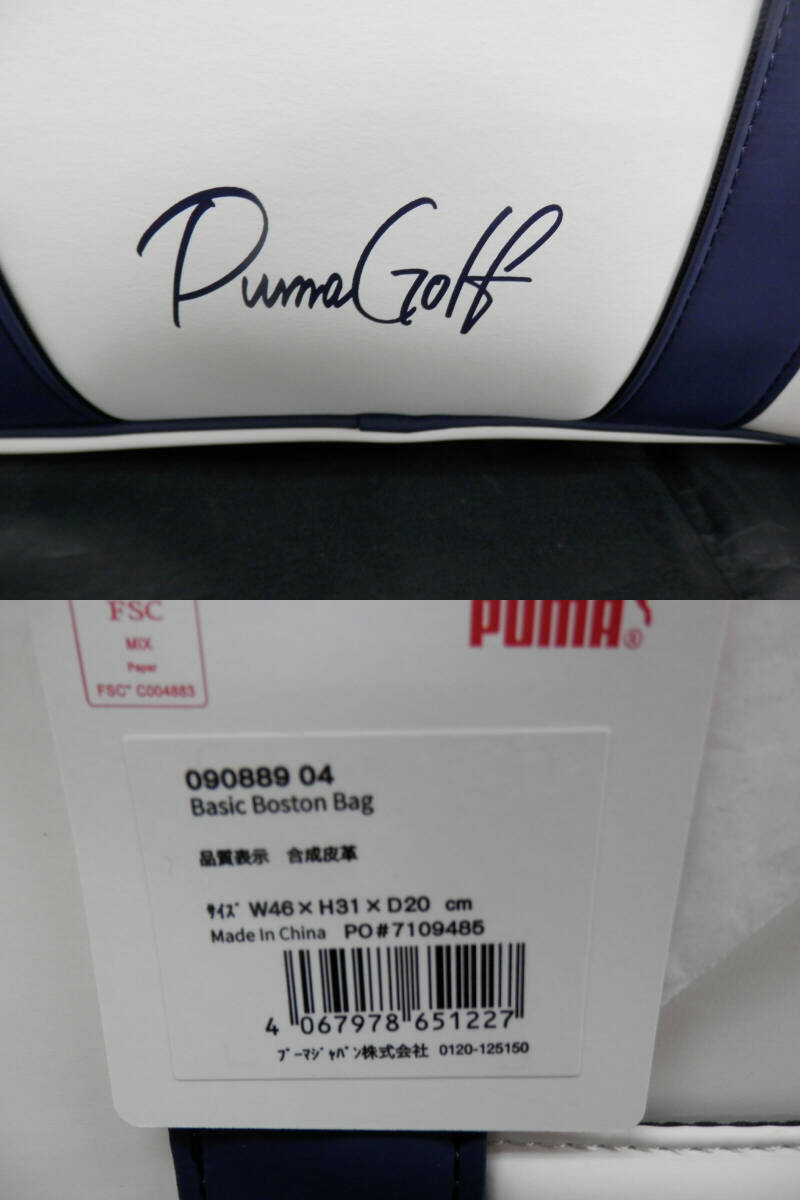 Puma Golf
FSC
MIX
Paper
FSC® C004883
PUMA®
090889 04
Basic Boston Bag
品質表示 合成皮革
ｻｲｽﾞ W46×H31×D20 cm
Made In China PO#7109485
4 067978 651227
ﾌﾟｰﾏｼﾞｬﾊﾟﾝ株式会社 0120-125150